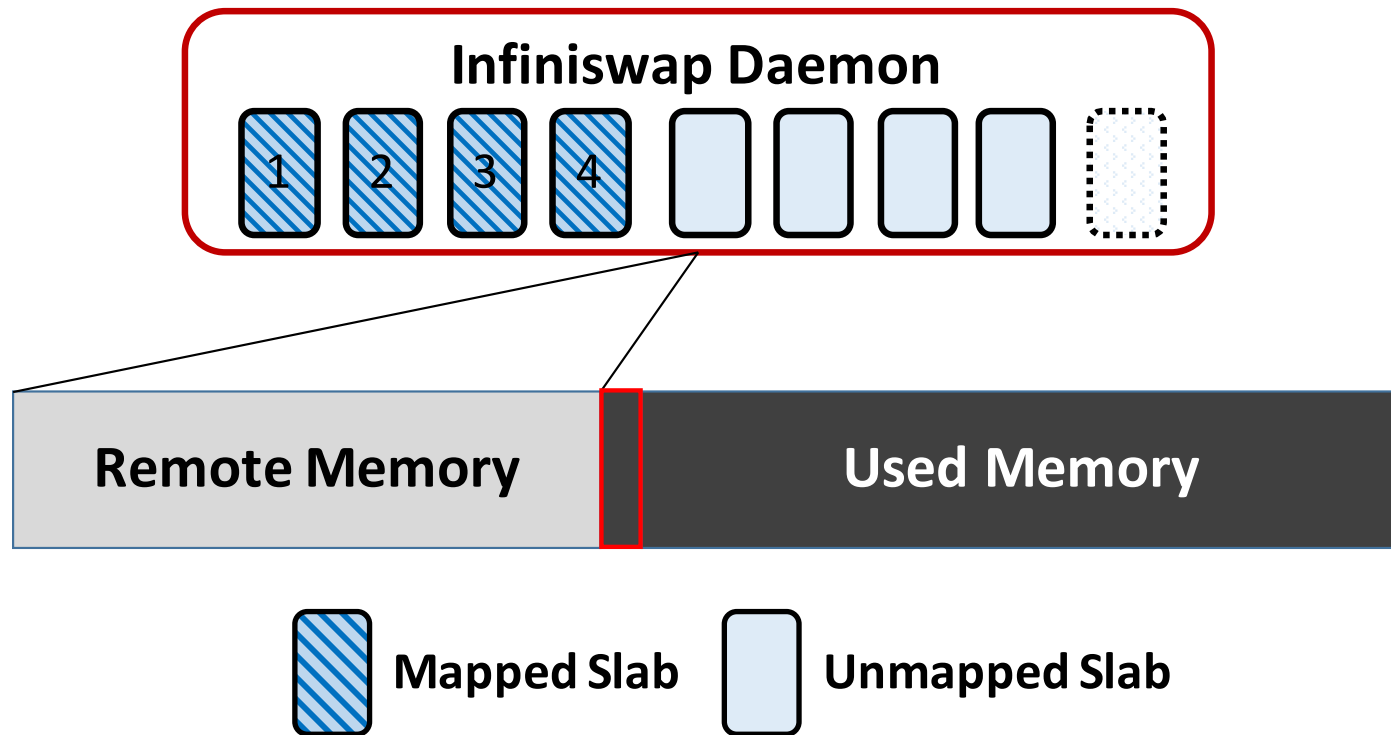 Infiniswap Daemon
1 2 3 4
Remote Memory Used Memory
Mapped Slab Unmapped Slab